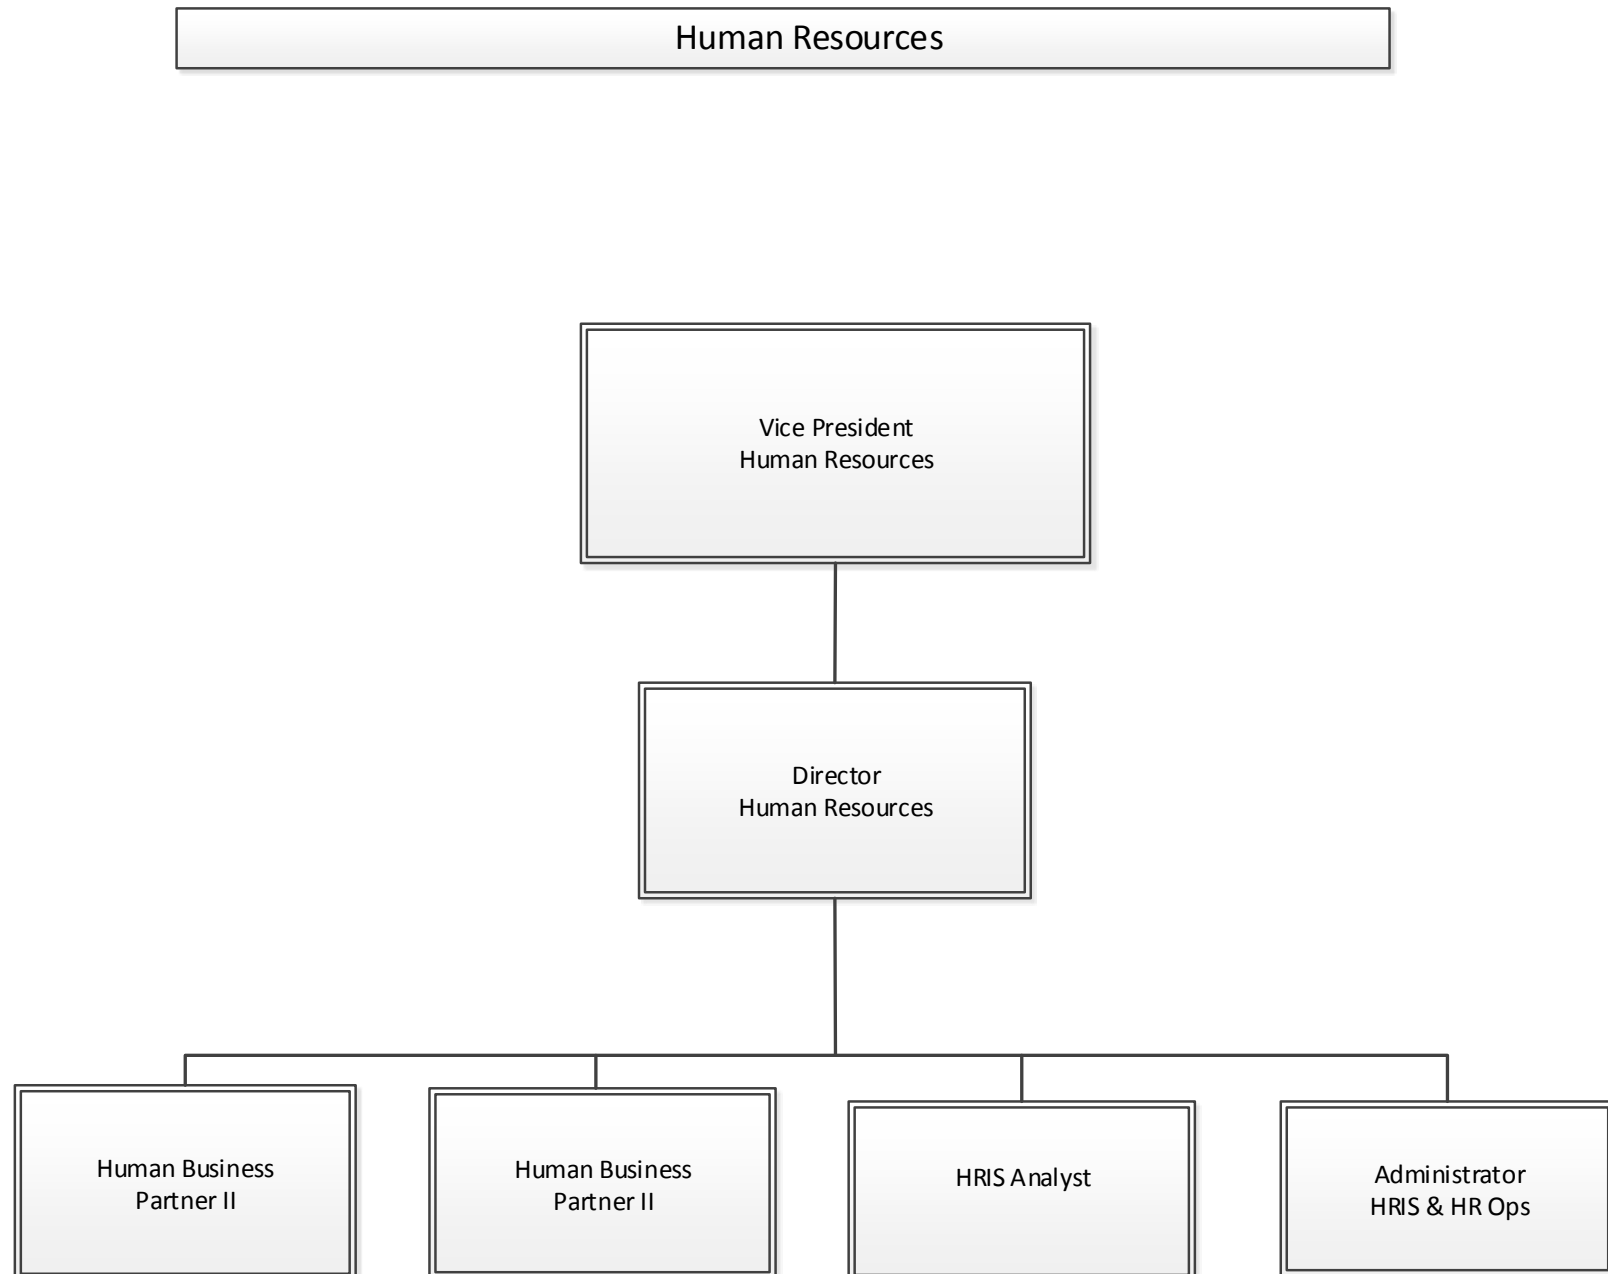 Human Resources
Vice President
Human Resources
Director
Human Resources
Human Business
Partner II
Human Business
Partner II
HRIS Analyst
Administrator
HRIS & HR Ops